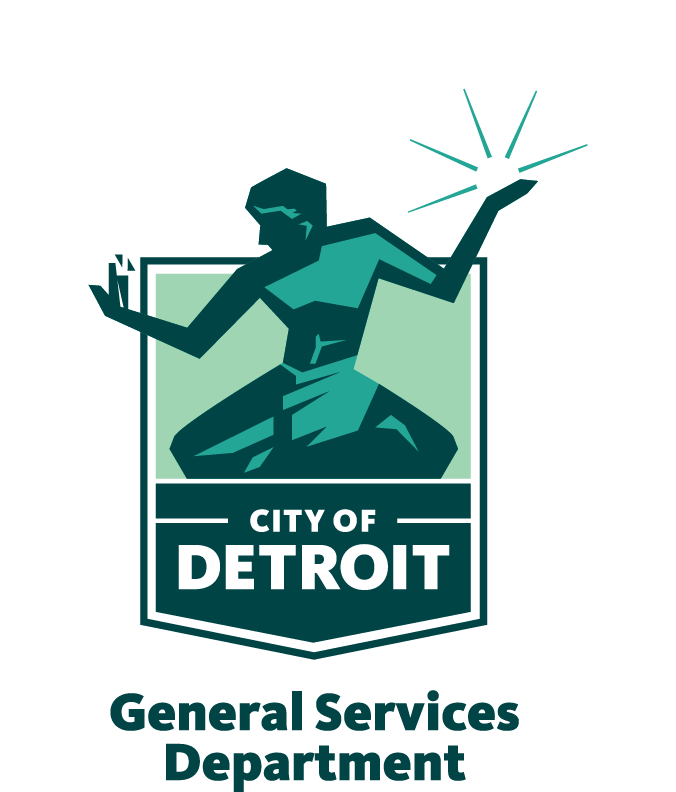 CITY OF
DETROIT
General Services
Department